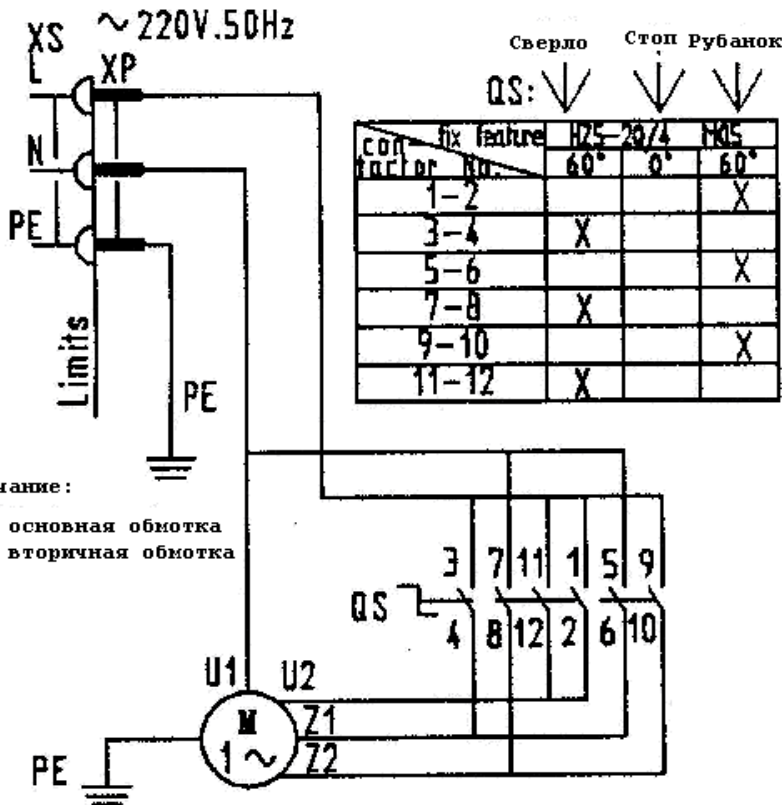 XS ~ 220V.50Hz
L XP
N
PE
Limits
PE
Сверло Стоп Рубанок
QS:
con- fix feature HZ5-20/4 M05
tactor No. 60° 0° 60°
1-2 X
3-4 X
5-6 X
7-8 X
9-10 X
11-12 X
чание:
основная обмотка
вторичная обмотка
3 7 11 1 5 9
QS
4 8 12 2 6 10
U1 U2
M Z1
1 ~ Z2
PE